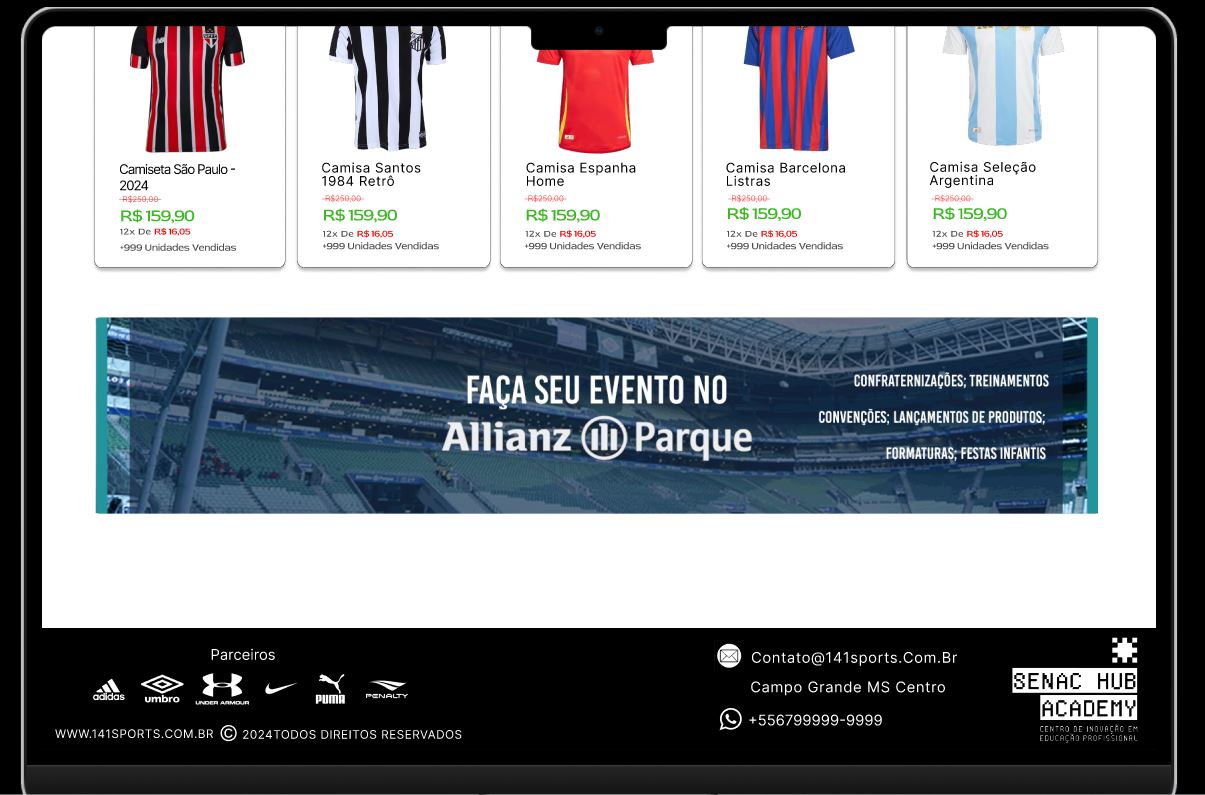 Camiseta São Paulo -
2024
R$250,00
R$ 159,90
12x De R$ 16,05
+999 Unidades Vendidas
Camisa Santos
1984 Retrô
R$250,00
R$ 159,90
12x De R$ 16,05
+999 Unidades Vendidas
Camisa Espanha
Home
R$250,00
R$ 159,90
12x De R$ 16,05
+999 Unidades Vendidas
Camisa Barcelona
Listras
R$250,00
R$ 159,90
12x De R$ 16,05
+999 Unidades Vendidas
Camisa Seleção
Argentina
R$250,00
R$ 159,90
12x De R$ 16,05
+999 Unidades Vendidas
FAÇA SEU EVENTO NO
Allianz Parque
CONFRATERNIZAÇÕES; TREINAMENTOS
CONVENÇÕES; LANÇAMENTOS DE PRODUTOS;
FORMATURAS; FESTAS INFANTIS
Allianz Parque
Parceiros
adidas
umbro
UNDER ARMOUR
PUMA
PENALTY
WWW.141SPORTS.COM.BR © 2024TODOS DIREITOS RESERVADOS
Contato@141sports.Com.Br
Campo Grande MS Centro
+556799999-9999
SENAC HUB
ACADEMY
CENTRO DE INOVAÇÃO EM
EDUCAÇÃO PROFISSIONAL